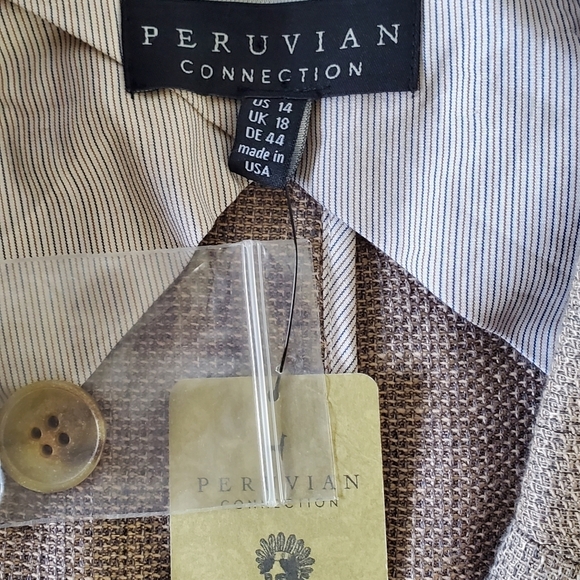 PERUVIAN
CONNECTION
US 14
UK 18
DE 44
made in
USA
PERUVIAN
CONNECTION